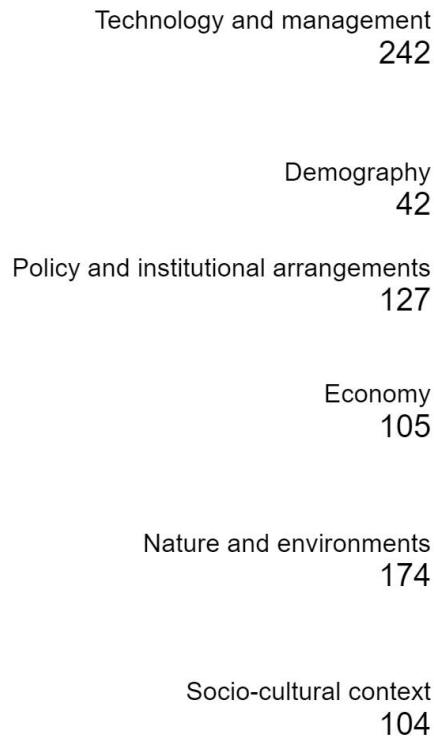 Technology and management
242
Demography
42
Policy and institutional arrangements
127
Economy
105
Nature and environments
174
Socio-cultural context
104